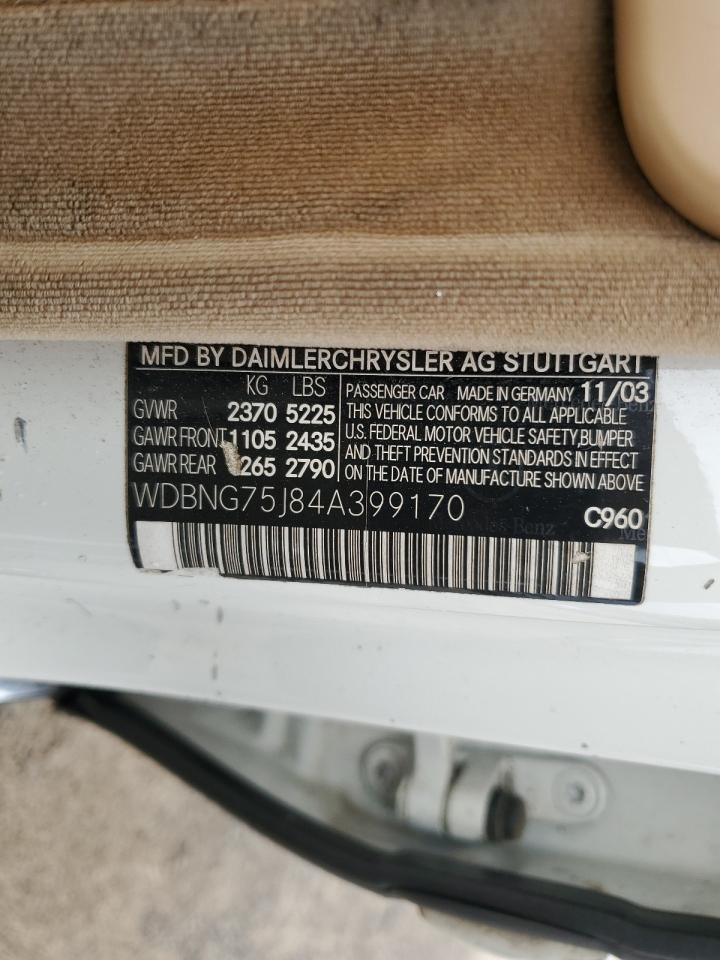 MFD BY DAIMLERCHRYSLER AG STUTTGART
KG LBS
GVWR 2370 5225
GAWR FRONT 1105 2435
GAWR REAR 265 2790
PASSENGER CAR MADE IN GERMANY 11/03
THIS VEHICLE CONFORMS TO ALL APPLICABLE
U.S. FEDERAL MOTOR VEHICLE SAFETY, BUMPER
AND THEFT PREVENTION STANDARDS IN EFFECT
ON THE DATE OF MANUFACTURE SHOWN ABOVE
WDBNG75J84A399170
C960